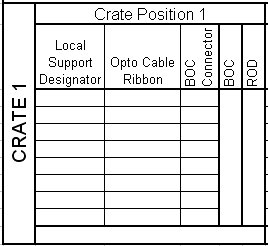 Crate Position 1
CRATE 1
Local
Support
Designator
Opto Cable
Ribbon
BOC
Connector
BOC
ROD